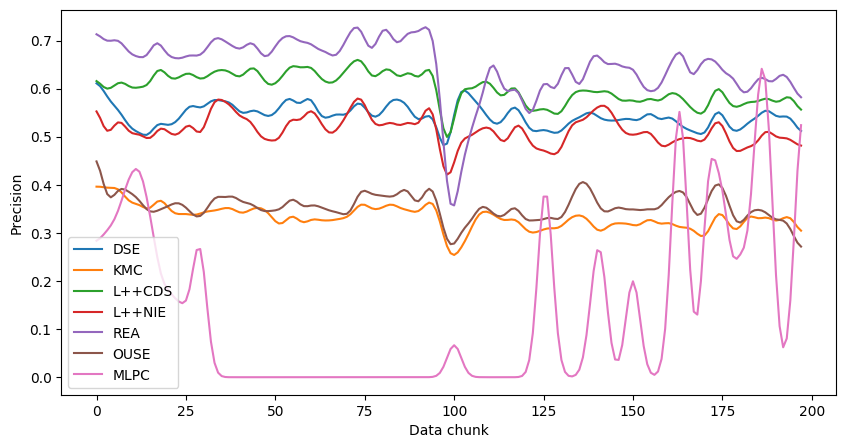 0.7
0.6
0.5
0.4
0.3
0.2
0.1
0.0
Precision
DSE
KMC
L++CDS
L++NIE
REA
OUSE
MLPC
0 25 50 75 100 125 150 175 200
Data chunk